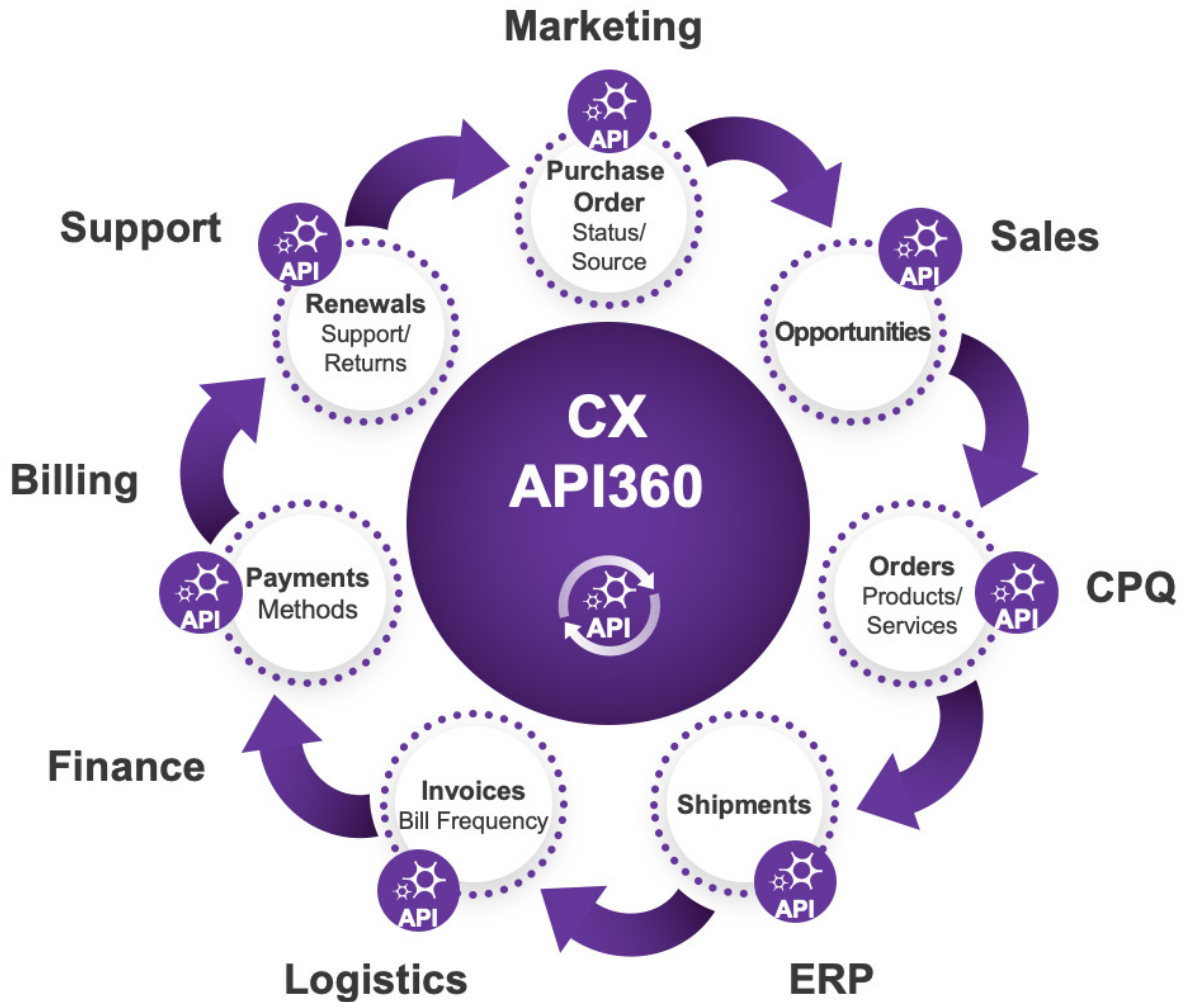 Marketing
API
Purchase
Order
Status/
Source
Sales
API
Opportunities
CPQ
API
Orders
Products/
Services
ERP
API
Shipments
Logistics
API
Invoices
Bill Frequency
Finance
Billing
API
Payments
Methods
Support
API
Renewals
Support/
Returns
CX
API360
API